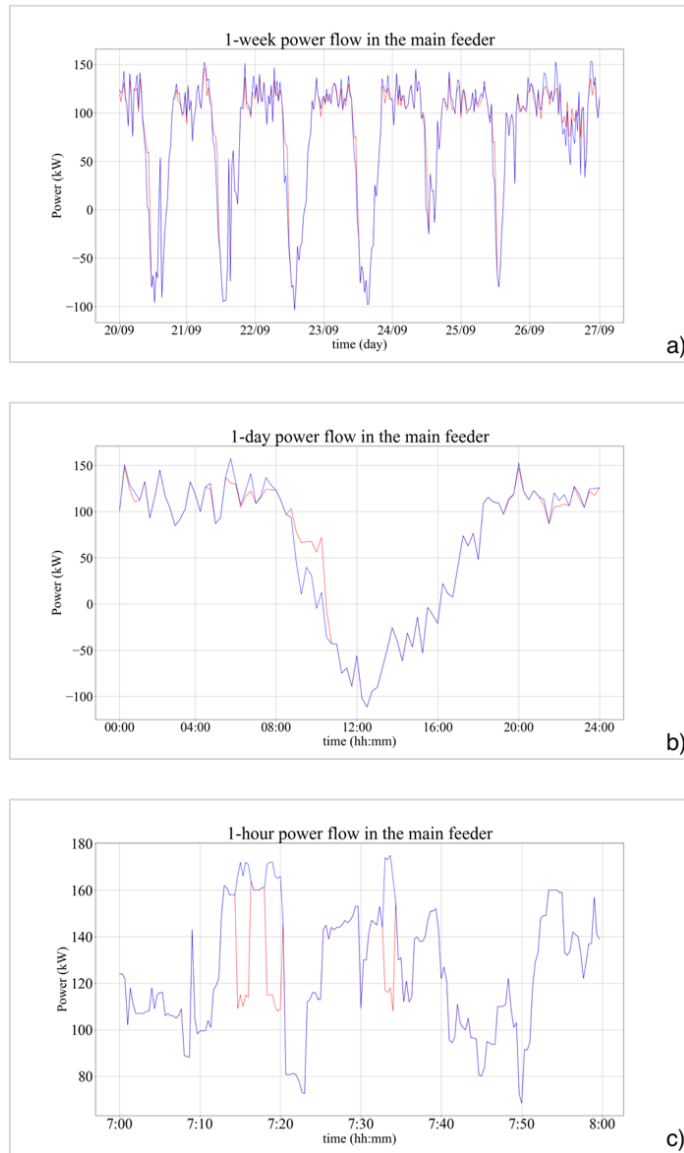 1-week power flow in the main feeder
150
100
50
0
−50
−100
Power (kW)
20/09 21/09 22/09 23/09 24/09 25/09 26/09 27/09
time (day)
a)
1-day power flow in the main feeder
150
100
50
0
−50
−100
Power (kW)
00:00 04:00 08:00 12:00 16:00 20:00 24:00
time (hh:mm)
b)
1-hour power flow in the main feeder
180
160
140
120
100
80
Power (kW)
7:00 7:10 7:20 7:30 7:40 7:50 8:00
time (hh:mm)
c)